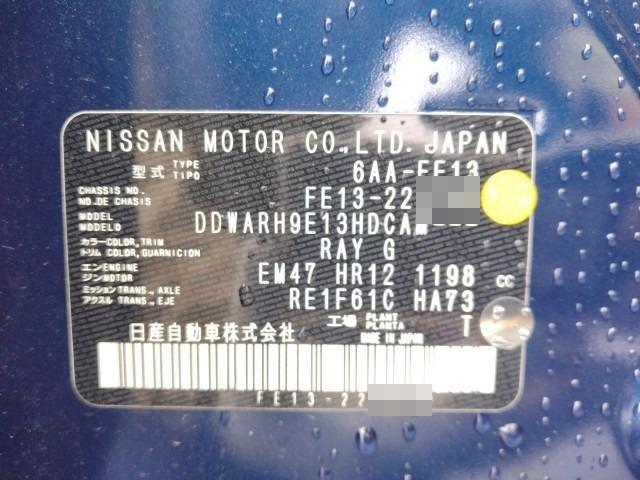 NISSAN MOTOR CO.,LTD. JAPAN
型式 TYPE TIPO 6AA-FE13
CHASSIS NO. NO.DE CHASIS FE13-22
MODEL MODELO DDWARH9E13HDCA
カラー COLOR,TRIM トリム COLOR,GUARNICION RAY G
エンジン ENGINE MOTOR EM47 HR12 1198 CC
ミッション TRANS., AXLE アクスル TRANS., EJE RE1F61C HA73
工場 PLANT PLANTA T
日産自動車株式会社 MADE IN JAPAN
FE13-22